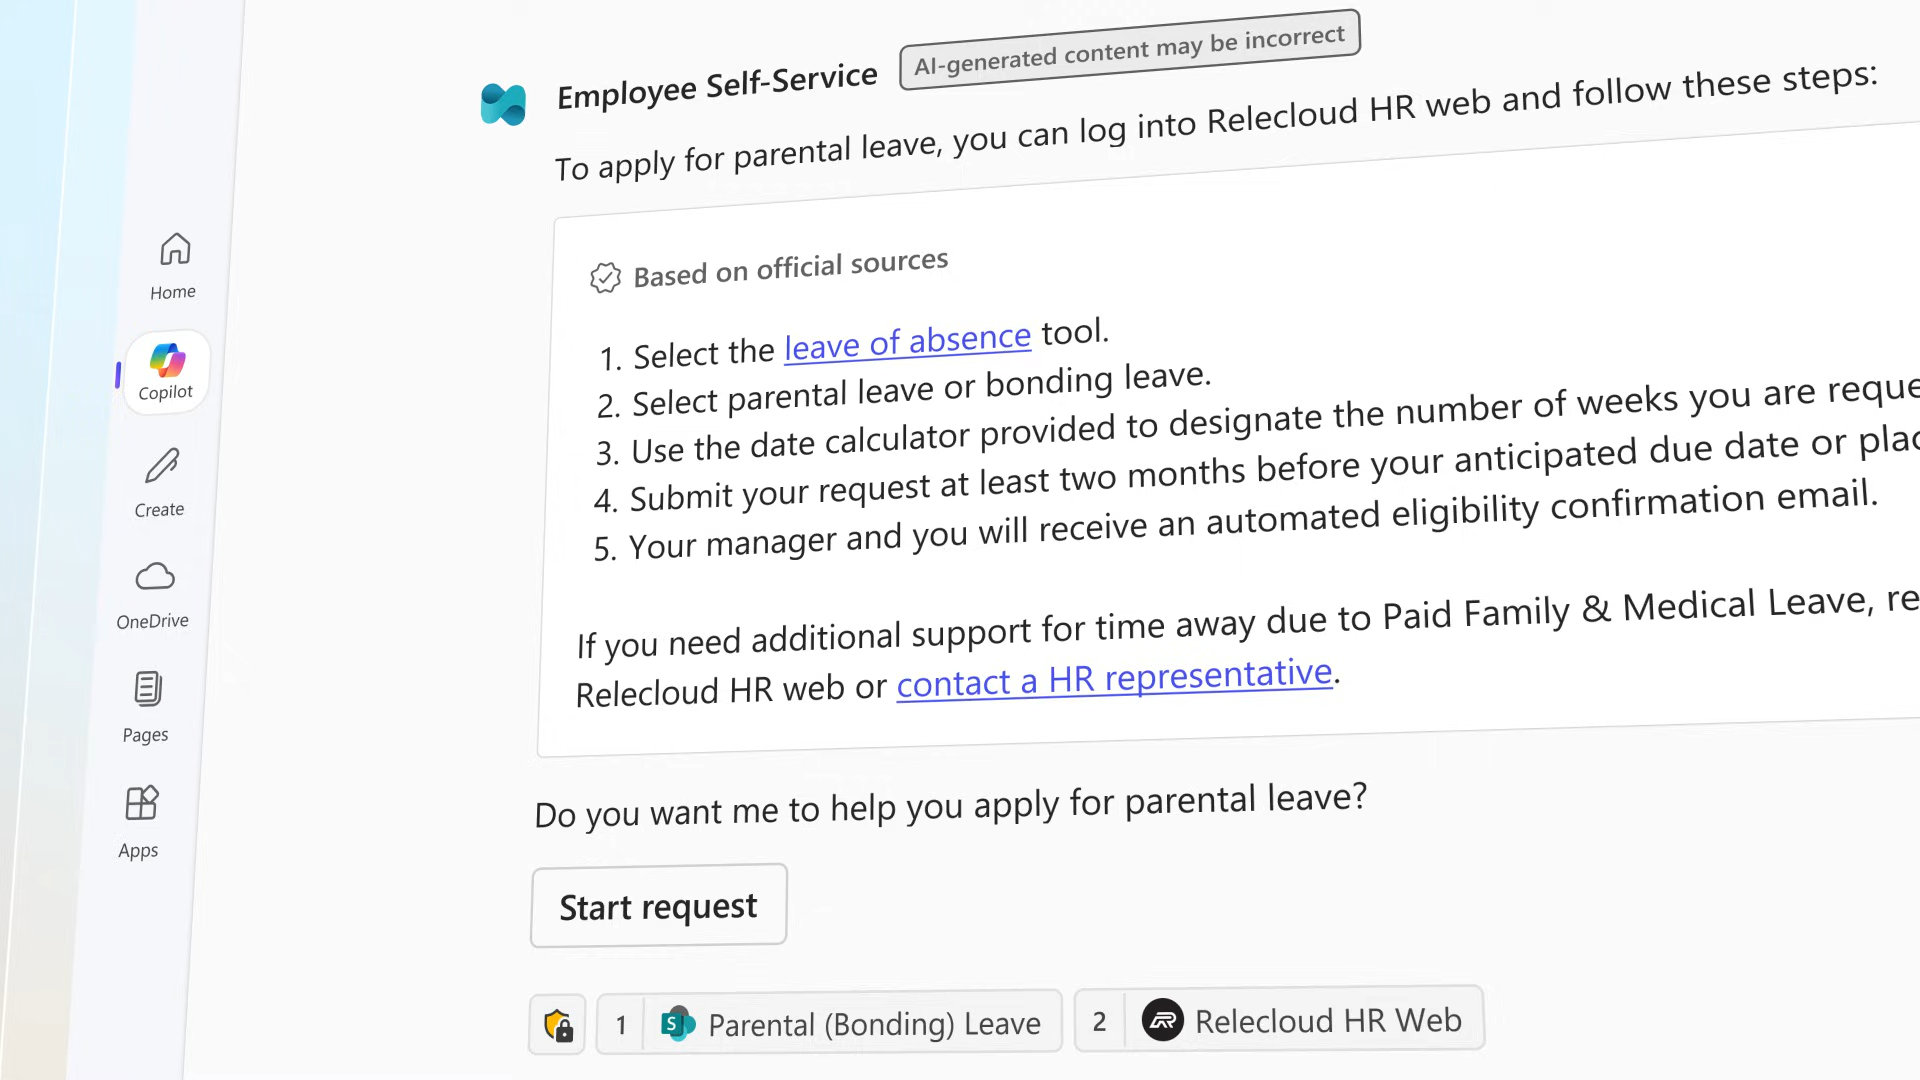 Employee Self-Service
AI-generated content may be incorrect
To apply for parental leave, you can log into Relecloud HR web and follow these steps:
Based on official sources
1. Select the leave of absence tool.
2. Select parental leave or bonding leave.
3. Use the date calculator provided to designate the number of weeks you are
4. Submit your request at least two months before your anticipated due date or
5. Your manager and you will receive an automated eligibility confirmation email.
If you need additional support for time away due to Paid Family & Medical Leave,
Relecloud HR web or contact a HR representative.
Do you want me to help you apply for parental leave?
Start request
1 S Parental (Bonding) Leave
2 Relecloud HR Web
Home
Copilot
Create
OneDrive
Pages
Apps